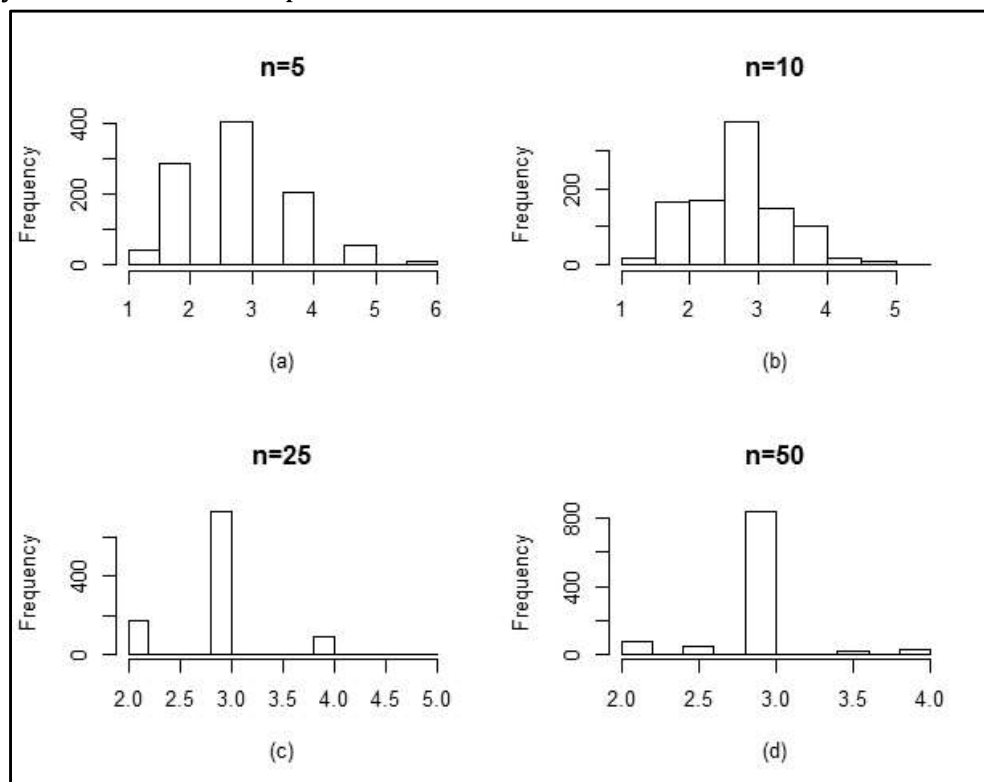 n=5
Frequency
0 200 400
1 2 3 4 5 6
(a)
n=10
Frequency
0 200
1 2 3 4 5
(b)
n=25
Frequency
0 400
2.0 2.5 3.0 3.5 4.0 4.5 5.0
(c)
n=50
Frequency
0 400 800
2.0 2.5 3.0 3.5 4.0
(d)